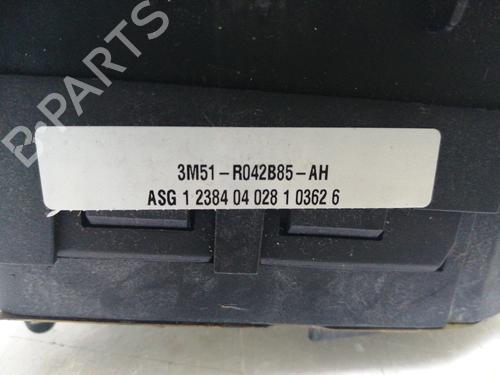 B-PARTS
3M51-R042B85-AH
ASG 1 2384 04 028 1 0362 6